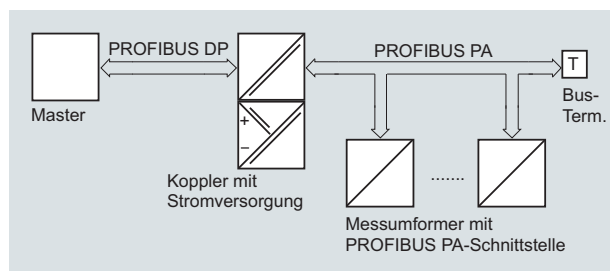 PROFIBUS DP
PROFIBUS PA
T
Master
Bus-
Term.
+
–
Koppler mit
Stromversorgung
.......
Messumformer mit
PROFIBUS PA-Schnittstelle